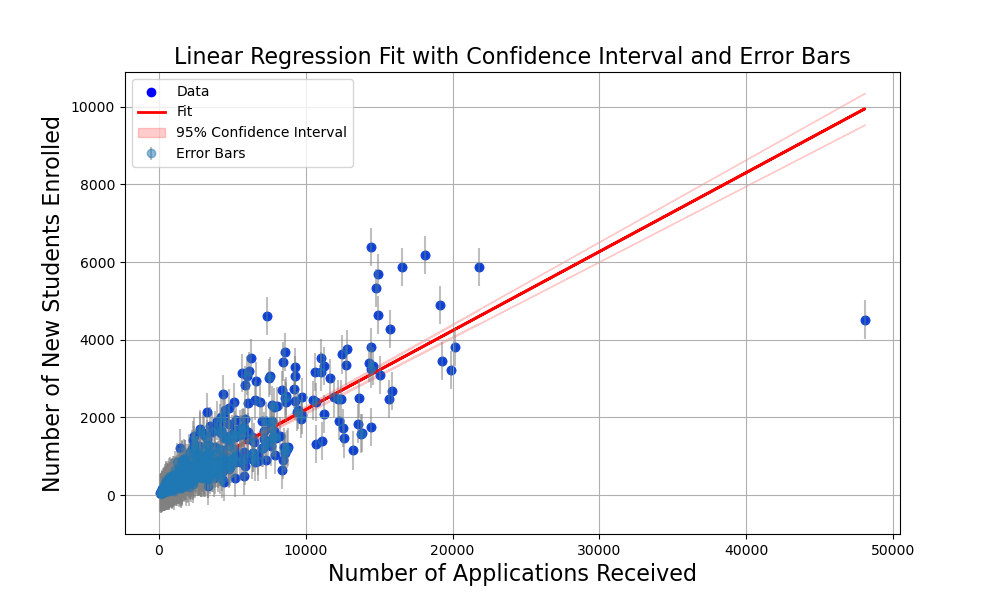 Linear Regression Fit with Confidence Interval and Error Bars
Data
Fit
95% Confidence Interval
Error Bars
Number of New Students Enrolled
10000
8000
6000
4000
2000
0
0 10000 20000 30000 40000 50000
Number of Applications Received